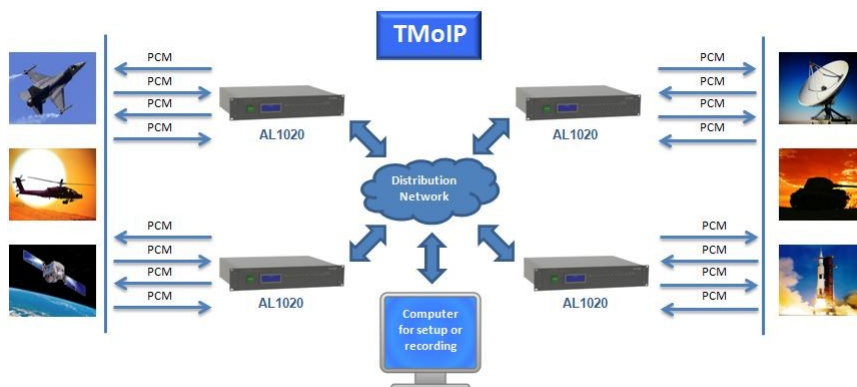 TMoIP
PCM
PCM
PCM
PCM
AL1020
PCM
PCM
PCM
PCM
AL1020
Distribution
Network
PCM
PCM
PCM
PCM
AL1020
PCM
PCM
PCM
PCM
AL1020
Computer
for setup or
recording